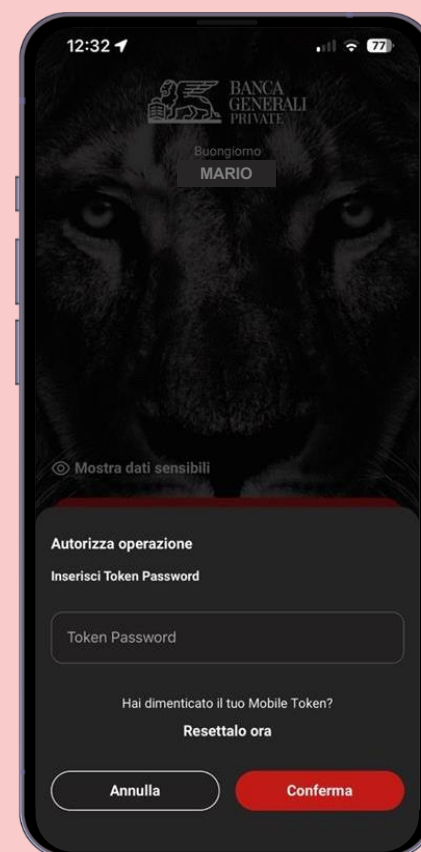 12:32
77
BANCA
GENERALI
PRIVATE
Buongiorno
MARIO
Mostra dati sensibili
Autorizza operazione
Inserisci Token Password
Token Password
Hai dimenticato il tuo Mobile Token?
Resettalo ora
Annulla
Conferma